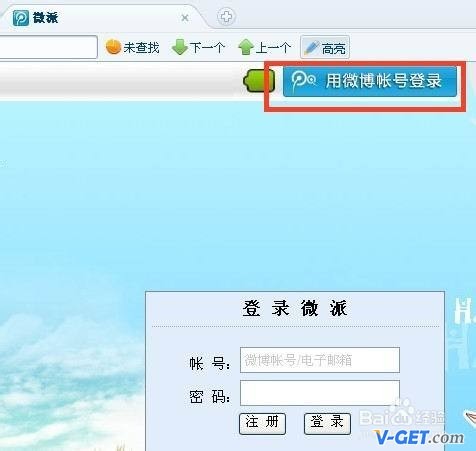 微派
未查找 下一个 上一个 高亮
用微博帐号登录
登录微派
帐 号：
微博帐号/电子邮箱
密 码：
注 册 登 录
Bai 经验
V-GET.com